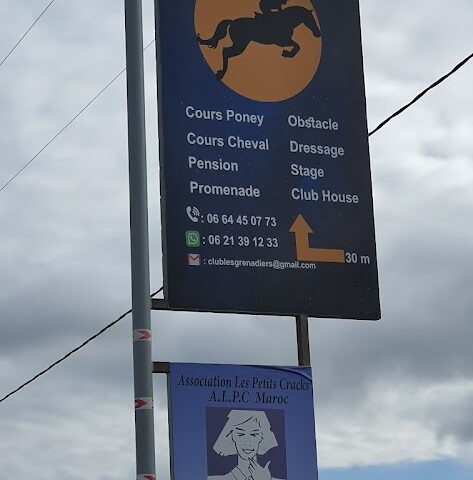 Cours Poney
Cours Cheval
Pension
Promenade
Obstacle
Dressage
Stage
Club House
: 06 64 45 07 73
: 06 21 39 12 33
: clublesgrenadiers@gmail.com
30 m
Association Les Petits Cracks
A.L.P.C Maroc